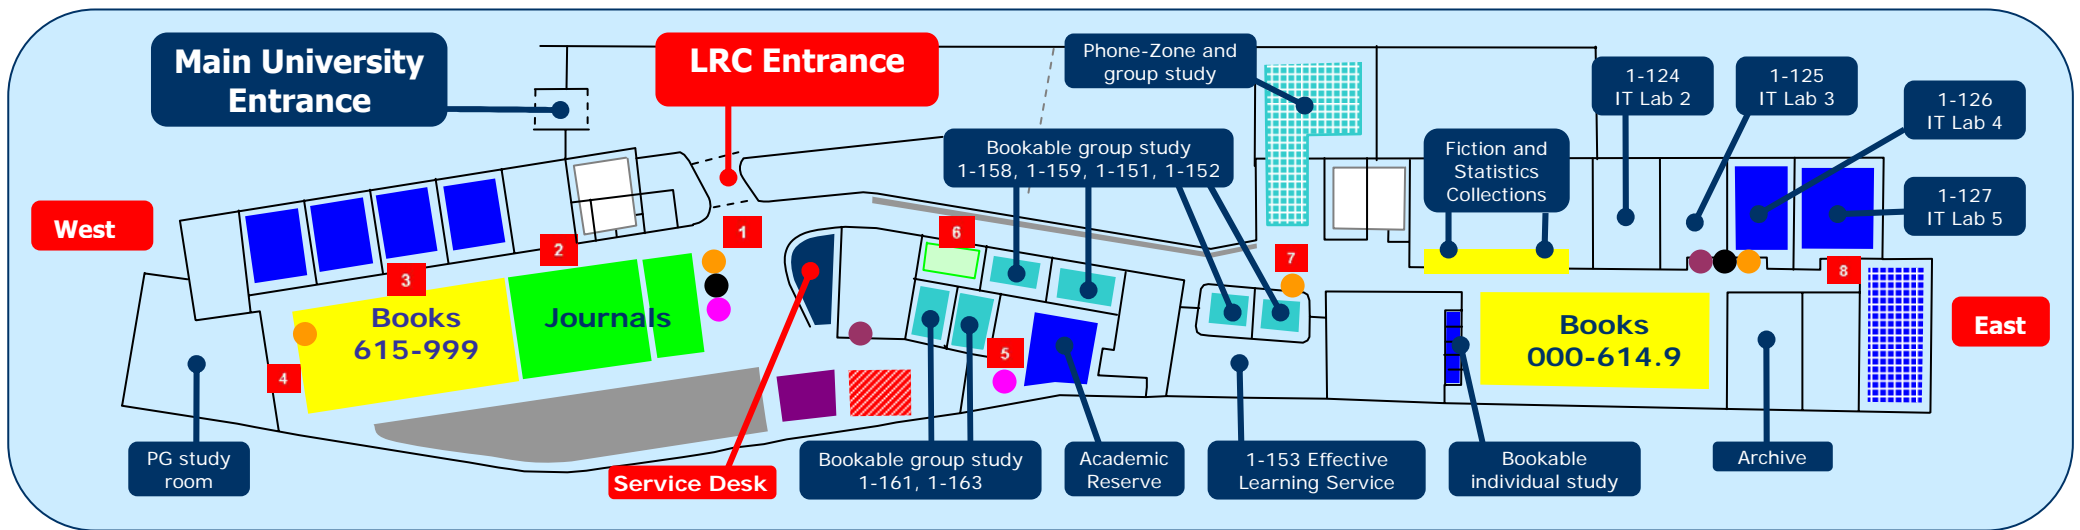 Main University
Entrance
LRC Entrance
Phone-Zone and
group study
1-124
IT Lab 2
1-125
IT Lab 3
1-126
IT Lab 4
Bookable group study
1-158, 1-159, 1-151, 1-152
Fiction and
Statistics
Collections
1-127
IT Lab 5
West
1
2
3
6
7
8
Books
615-999
Journals
4
5
Books
000-614.9
East
PG study
room
Service Desk
Bookable group study
1-161, 1-163
Academic
Reserve
1-153 Effective
Learning Service
Bookable
individual study
Archive